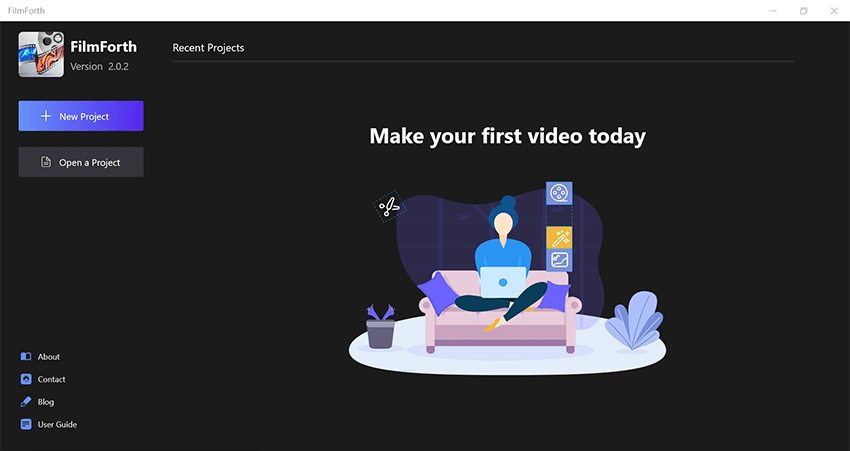 FilmForth
FilmForth
Version 2.0.2
New Project
Open a Project
Recent Projects
Make your first video today
About
Contact
Blog
User Guide